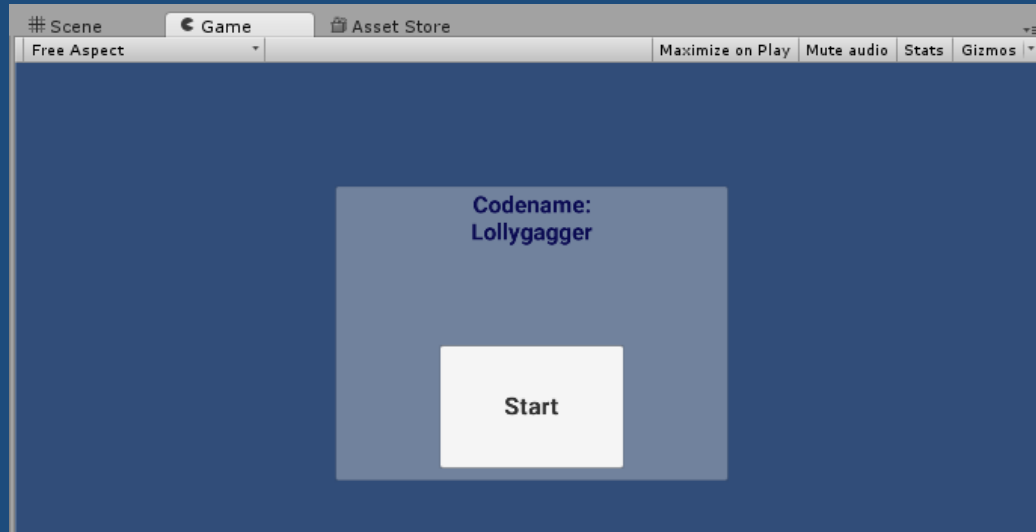 Scene Game Asset Store
Free Aspect Maximize on Play Mute audio Stats Gizmos
Codename:
Lollygagger
Start